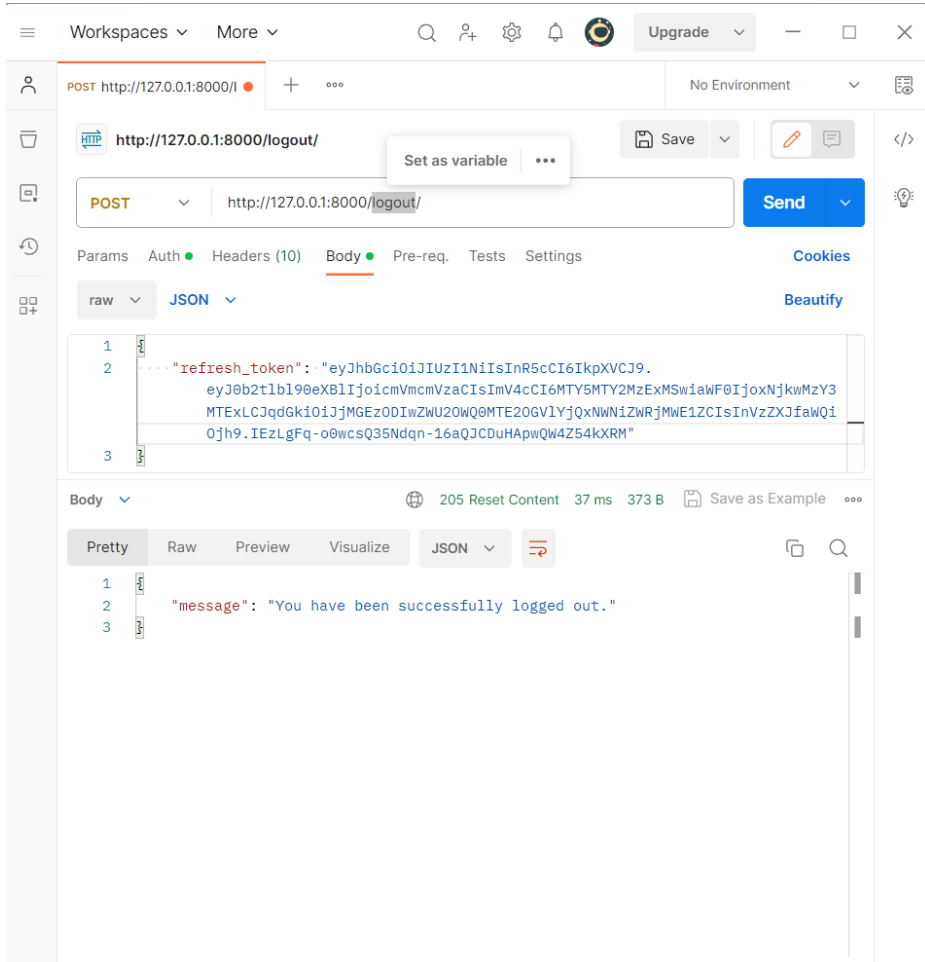 Workspaces More Upgrade
POST http://127.0.0.1:8000/l No Environment
HTTP http://127.0.0.1:8000/logout/ Save
Set as variable
POST http://127.0.0.1:8000/logout/ Send
Params Auth Headers (10) Body Pre-req. Tests Settings Cookies
raw JSON Beautify
1 {
2 "refresh_token": "eyJhbGciOiJIUzI1NiIsInR5cCI6IkpXVCJ9.
eyJ0b2tlbl90eXBlIjoicmVmcmVzaCIsImV4cCI6MTY5MTY2MzExMSwiaWF0IjoxNjkwMzY3
MTExLCJqdGkiOiJjMGEzODIwZWU2OWQ0MTE2OGVlYjQxNWNiZWRjMWE1ZCIsInVzZXJfaWQi
Ojh9.IEzLgFq-o0wcsQ35Ndqn-16aQJCDuHApwQW4Z54kXRM"
3 }
Body 205 Reset Content 37 ms 373 B Save as Example
Pretty Raw Preview Visualize JSON
1 {
2 "message": "You have been successfully logged out."
3 }